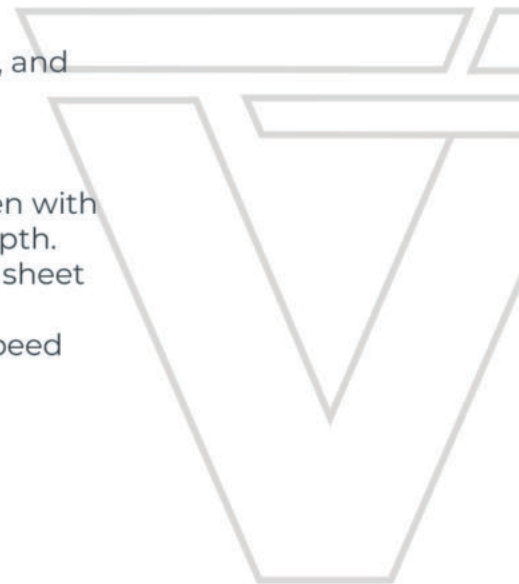 , and
en with
pth.
sheet
peed